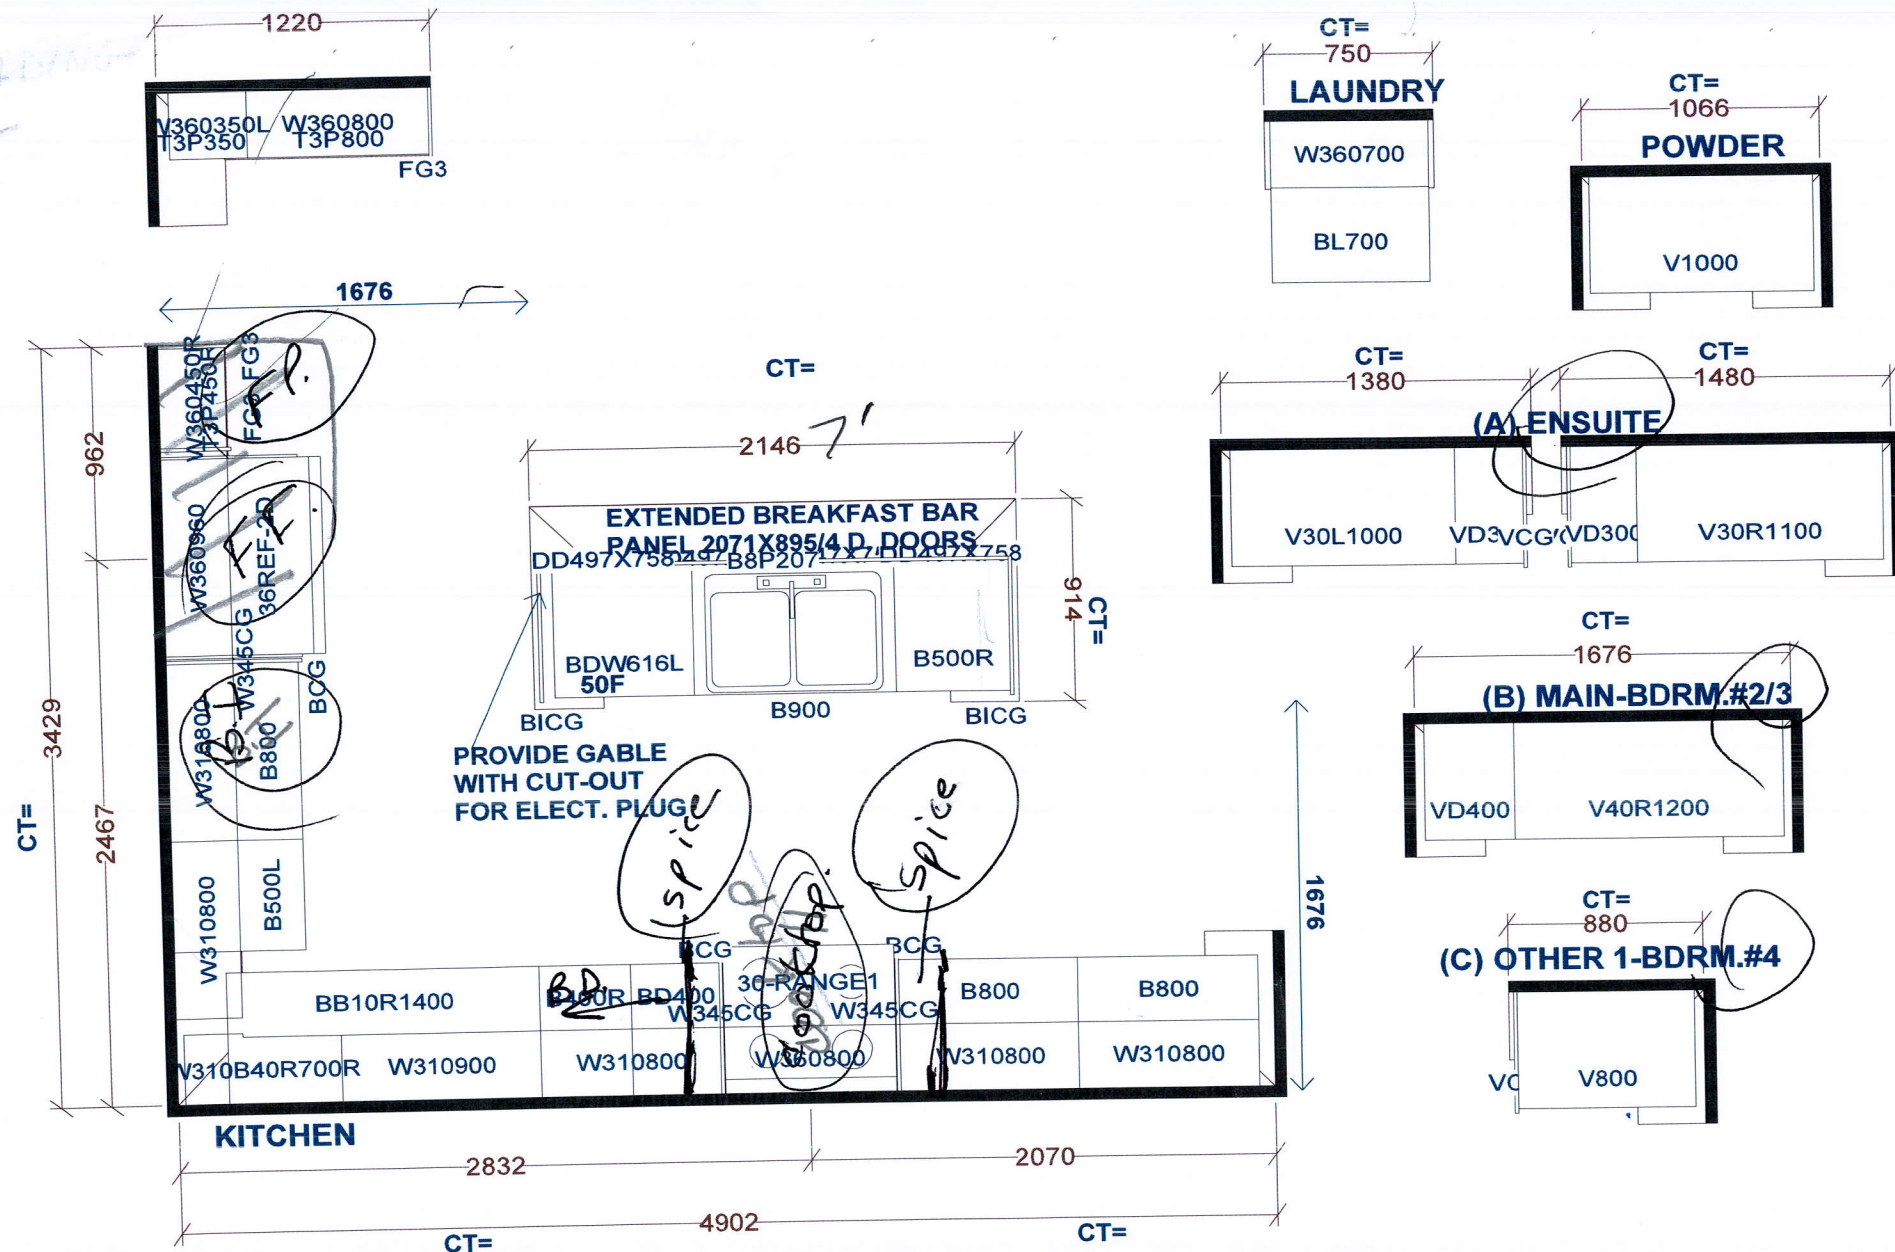 1220
W360800
T3P350
T3P800
FG3
CT=
750
LAUNDRY
W360700
BL700
CT=
1066
POWDER
V1000
1676
W360450R
T3P450R
FG3
F.P.
962
W360960
36REF-2D
W345CG
BCG
3429
CT=
2467
W310800
B800
W310800
B500L
CT=
2146
7'
EXTENDED BREAKFAST BAR
PANEL 2071X895/4 D. DOORS
DD497X758
B8P207
DD497X758
914
CT=
BDW616L
50F
B500R
BICG
B900
BICG
PROVIDE GABLE
WITH CUT-OUT
FOR ELECT. PLUG
spice
spice
1676
BCG
BCG
BB10R1400
B400R
BD400
B.D.
30-RANGE1
W345CG
W345CG
B800
B800
W310B40R700R
W310900
W310800
W360800
W310800
W310800
KITCHEN
2832
2070
4902
CT=
CT=
CT=
1380
CT=
1480
(A) ENSUITE
V30L1000
VD300
V30R1100
CT=
1676
(B) MAIN-BDRM.#2/3
VD400
V40R1200
CT=
880
(C) OTHER 1-BDRM.#4
V800